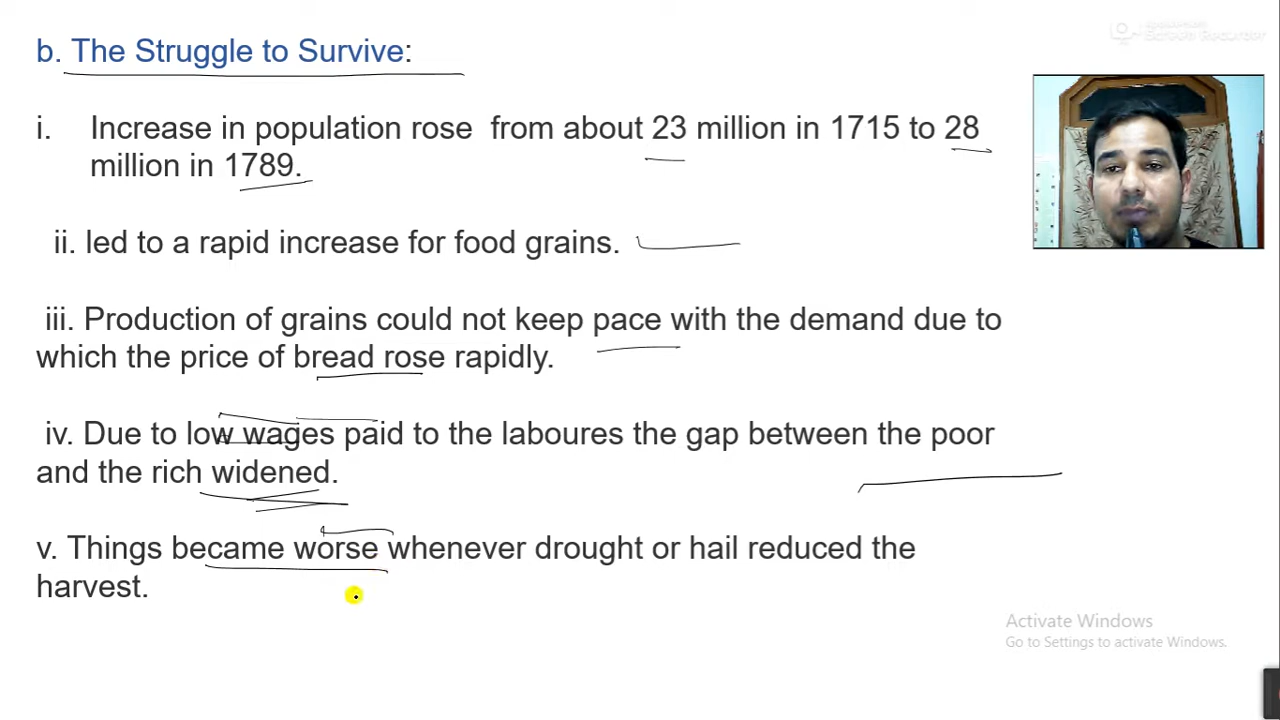 b. The Struggle to Survive:
i. Increase in population rose from about 23 million in 1715 to 28
million in 1789.
ii. led to a rapid increase for food grains.
iii. Production of grains could not keep pace with the demand due to
which the price of bread rose rapidly.
iv. Due to low wages paid to the laboures the gap between the poor
and the rich widened.
v. Things became worse whenever drought or hail reduced the
harvest.
Screen Recorder
Activate Windows
Go to Settings to activate Windows.